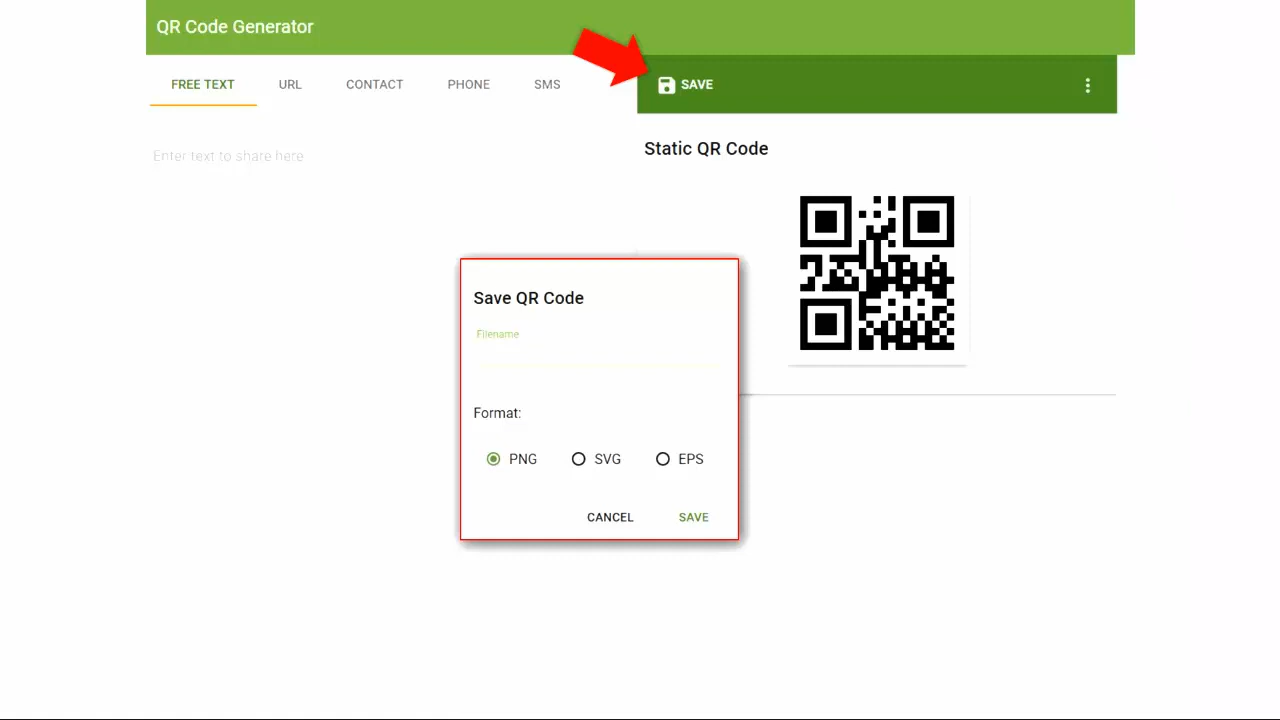 QR Code Generator
FREE TEXT URL CONTACT PHONE SMS
SAVE
Enter text to share here
Static QR Code
Save QR Code
Filename
Format:
PNG SVG EPS
CANCEL SAVE